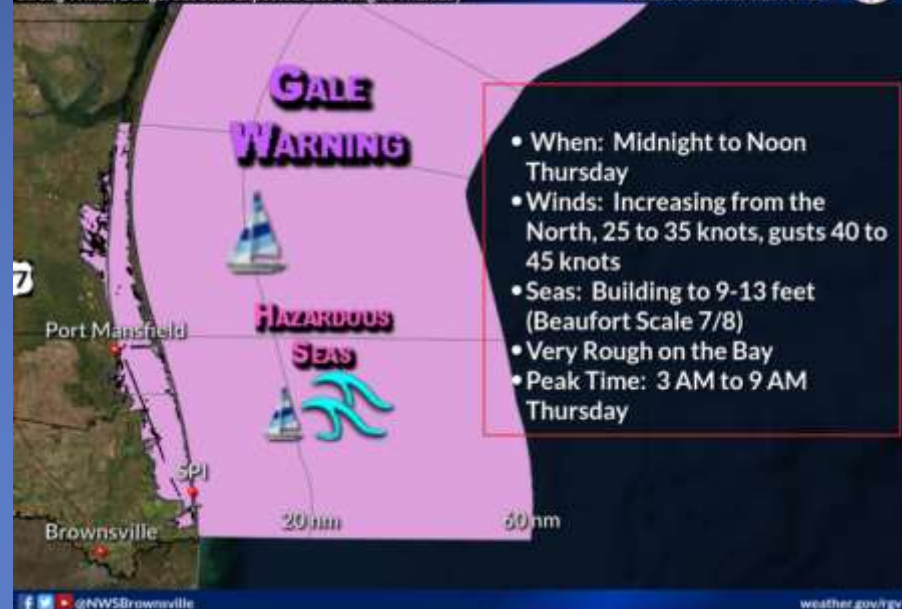 GALE
WARNING
• When: Midnight to Noon
Thursday
• Winds: Increasing from the
North, 25 to 35 knots, gusts 40 to
45 knots
• Seas: Building to 9-13 feet
(Beaufort Scale 7/8)
• Very Rough on the Bay
• Peak Time: 3 AM to 9 AM
Thursday
HAZARDOUS
SEAS
7
Port Mansfield
SPI
Brownsville
20 nm
60 nm
@NWSBrownsville
weather.gov/rgv